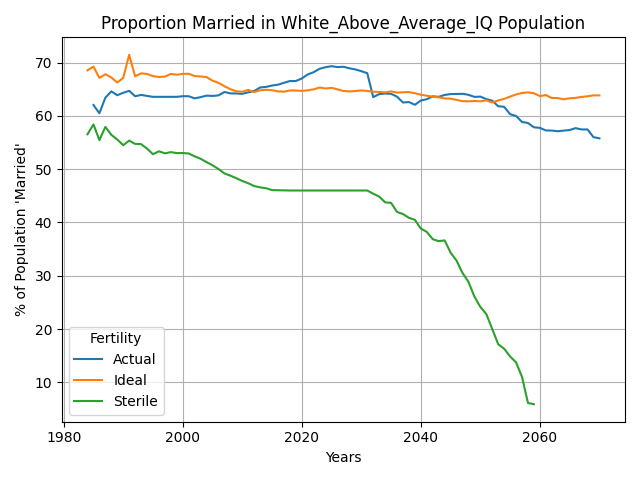 Proportion Married in White_Above_Average_IQ Population
% of Population 'Married'
70
60
50
40
30
20
10
Fertility
Actual
Ideal
Sterile
1980
2000
2020
2040
2060
Years